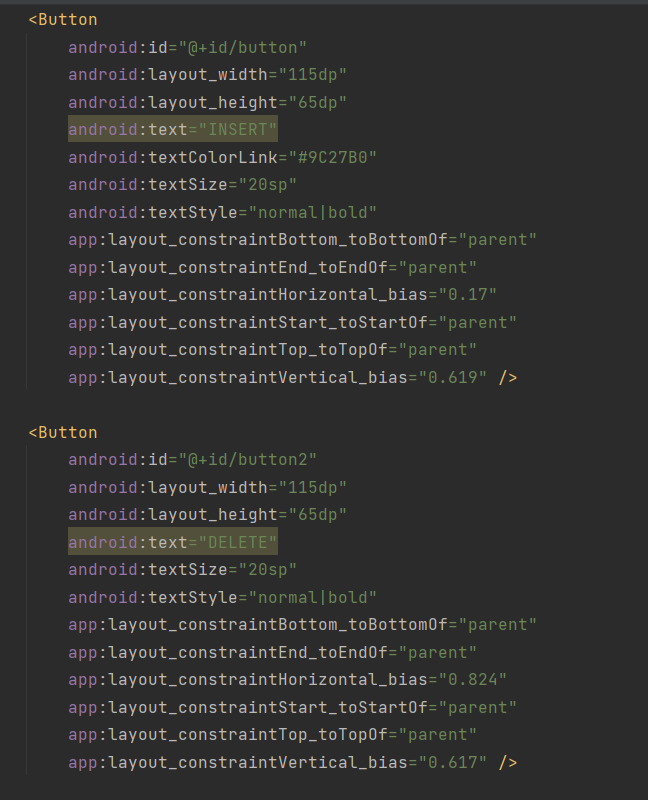 <Button
android:id="@+id/button"
android:layout_width="115dp"
android:layout_height="65dp"
android:text="INSERT"
android:textColorLink="#9C27B0"
android:textSize="20sp"
android:textStyle="normal|bold"
app:layout_constraintBottom_toBottomOf="parent"
app:layout_constraintEnd_toEndOf="parent"
app:layout_constraintHorizontal_bias="0.17"
app:layout_constraintStart_toStartOf="parent"
app:layout_constraintTop_toTopOf="parent"
app:layout_constraintVertical_bias="0.619" />
<Button
android:id="@+id/button2"
android:layout_width="115dp"
android:layout_height="65dp"
android:text="DELETE"
android:textSize="20sp"
android:textStyle="normal|bold"
app:layout_constraintBottom_toBottomOf="parent"
app:layout_constraintEnd_toEndOf="parent"
app:layout_constraintHorizontal_bias="0.824"
app:layout_constraintStart_toStartOf="parent"
app:layout_constraintTop_toTopOf="parent"
app:layout_constraintVertical_bias="0.617" />